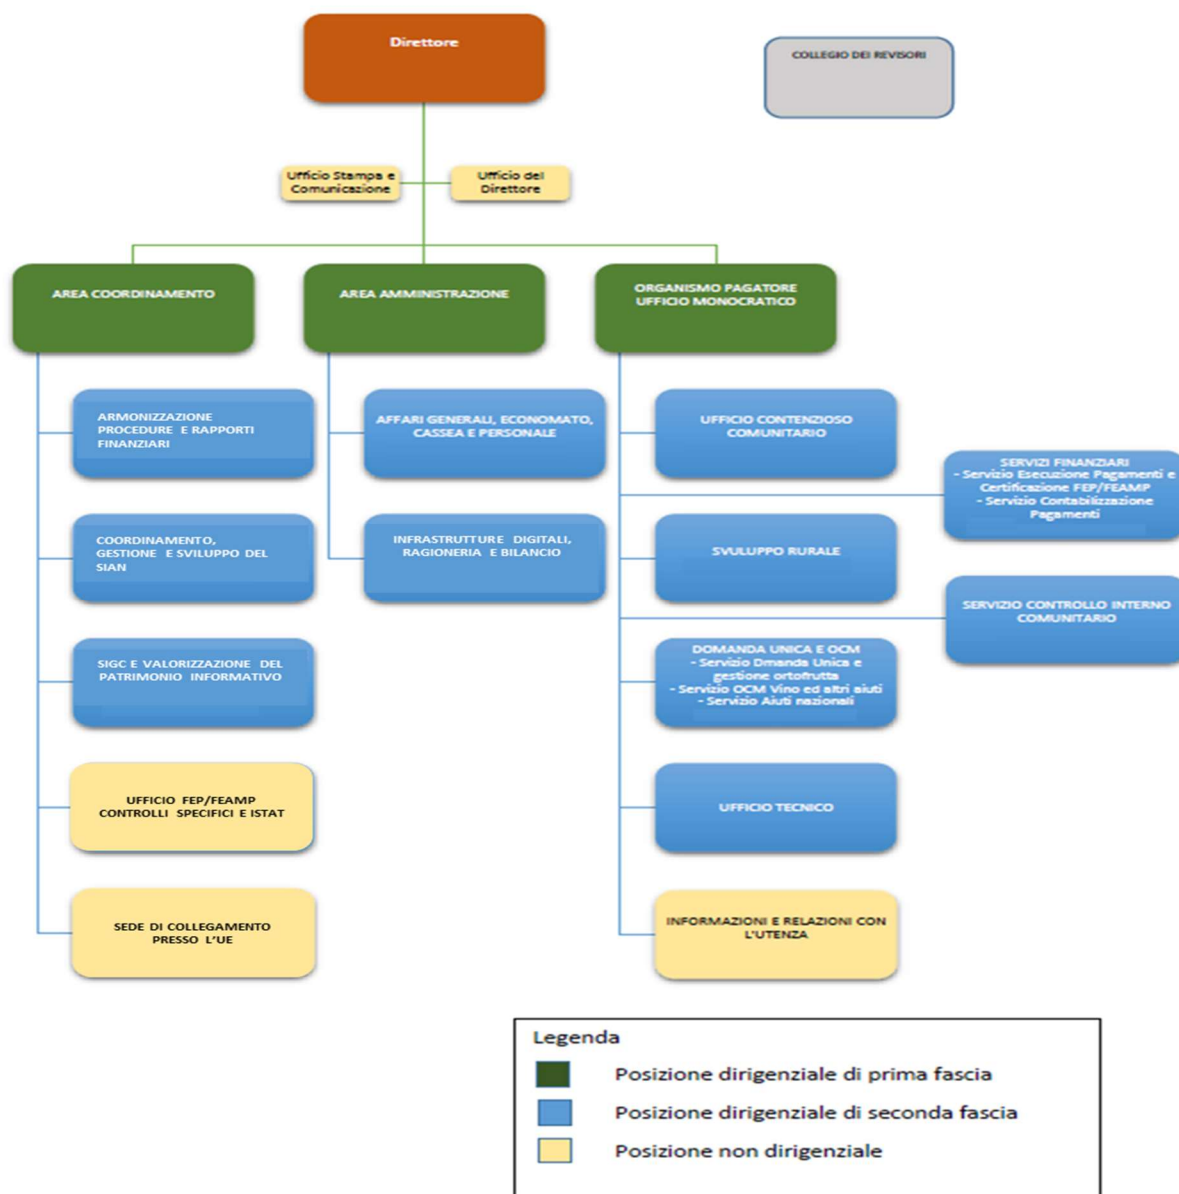 Direttore
COLLEGIO DEI REVISORI
Ufficio Stampa e
Comunicazione
Ufficio del
Direttore
AREA COORDINAMENTO
AREA AMMINISTRAZIONE
ORGANISMO PAGATORE
UFFICIO MONOCRATICO
ARMONIZZAZIONE
PROCEDURE E RAPPORTI
FINANZIARI
AFFARI GENERALI, ECONOMATO,
CASSEA E PERSONALE
UFFICIO CONTENZIOSO
COMUNITARIO
SERVIZI FINANZIARI
- Servizio Esecuzione Pagamenti e
Certificazione FEP/FEAMP
- Servizio Contabilizzazione
Pagamenti
COORDINAMENTO,
GESTIONE E SVILUPPO DEL
SIAN
INFRASTRUTTURE DIGITALI,
RAGIONERIA E BILANCIO
SVULUPPO RURALE
SERVIZIO CONTROLLO INTERNO
COMUNITARIO
SIGC E VALORIZZAZIONE DEL
PATRIMONIO INFORMATIVO
DOMANDA UNICA E OCM
- Servizio Dmanda Unica e
gestione ortofrutta
- Servizio OCM Vino ed altri aiuti
- Servizio Aiuti nazionali
UFFICIO FEP/FEAMP
CONTROLLI SPECIFICI E ISTAT
UFFICIO TECNICO
SEDE DI COLLEGAMENTO
PRESSO L'UE
INFORMAZIONI E RELAZIONI CON
L'UTENZA
Legenda
Posizione dirigenziale di prima fascia
Posizione dirigenziale di seconda fascia
Posizione non dirigenziale